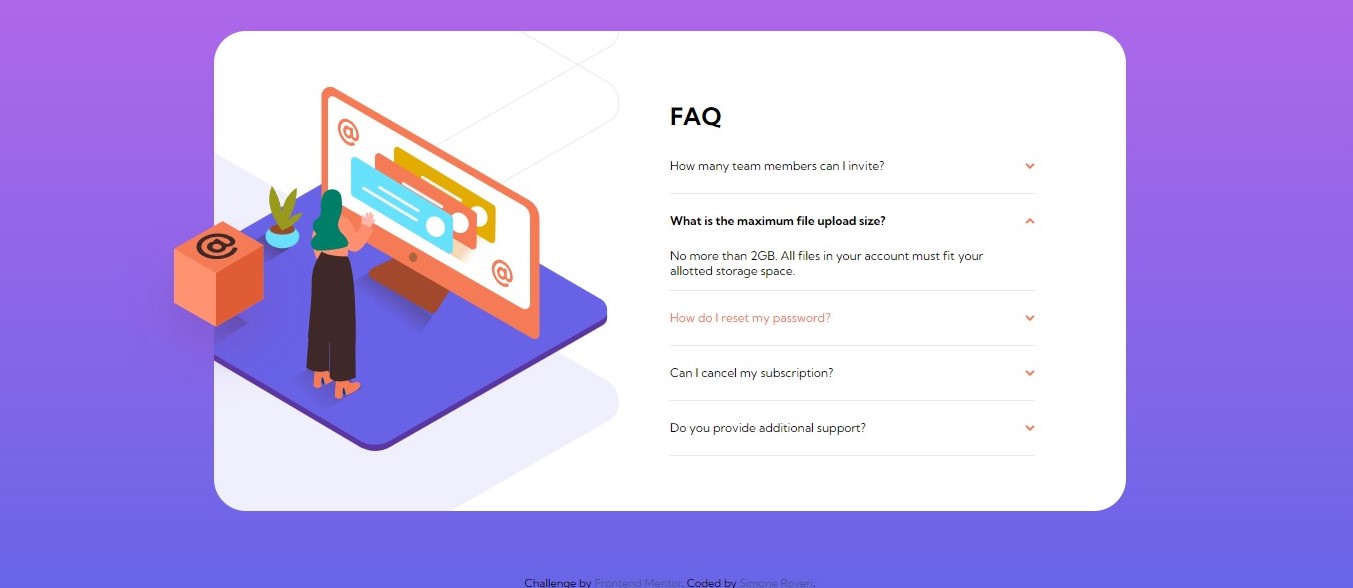 FAQ
How many team members can I invite?
What is the maximum file upload size?
No more than 2GB. All files in your account must fit your
allotted storage space.
How do I reset my password?
Can I cancel my subscription?
Do you provide additional support?
@
@
@
Challenge by Frontend Mentor. Coded by Simone Roveri.